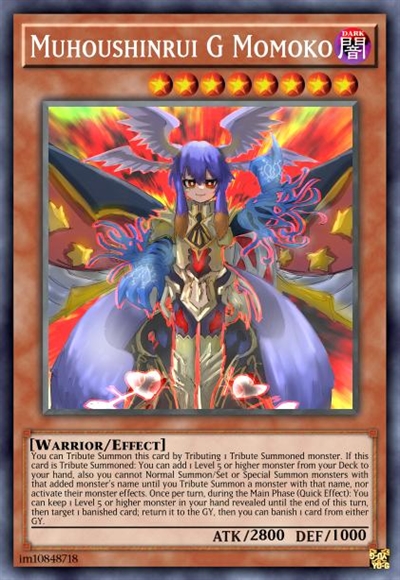 MUHOUSHINRUI G MOMOKO
DARK
闇
[WARRIOR/EFFECT]
You can Tribute Summon this card by Tributing 1 Tribute Summoned monster. If this
card is Tribute Summoned: You can add 1 Level 5 or higher monster from your Deck to
your hand, also you cannot Normal Summon/Set or Special Summon monsters with
that added monster's name until you Tribute Summon a monster with that name, nor
activate their monster effects. Once per turn, during the Main Phase (Quick Effect): You
can keep 1 Level 5 or higher monster in your hand revealed until the end of this turn,
then target 1 banished card; return it to the GY, then you can banish 1 card from either
GY.
ATK/2800 DEF/1000
im10848718